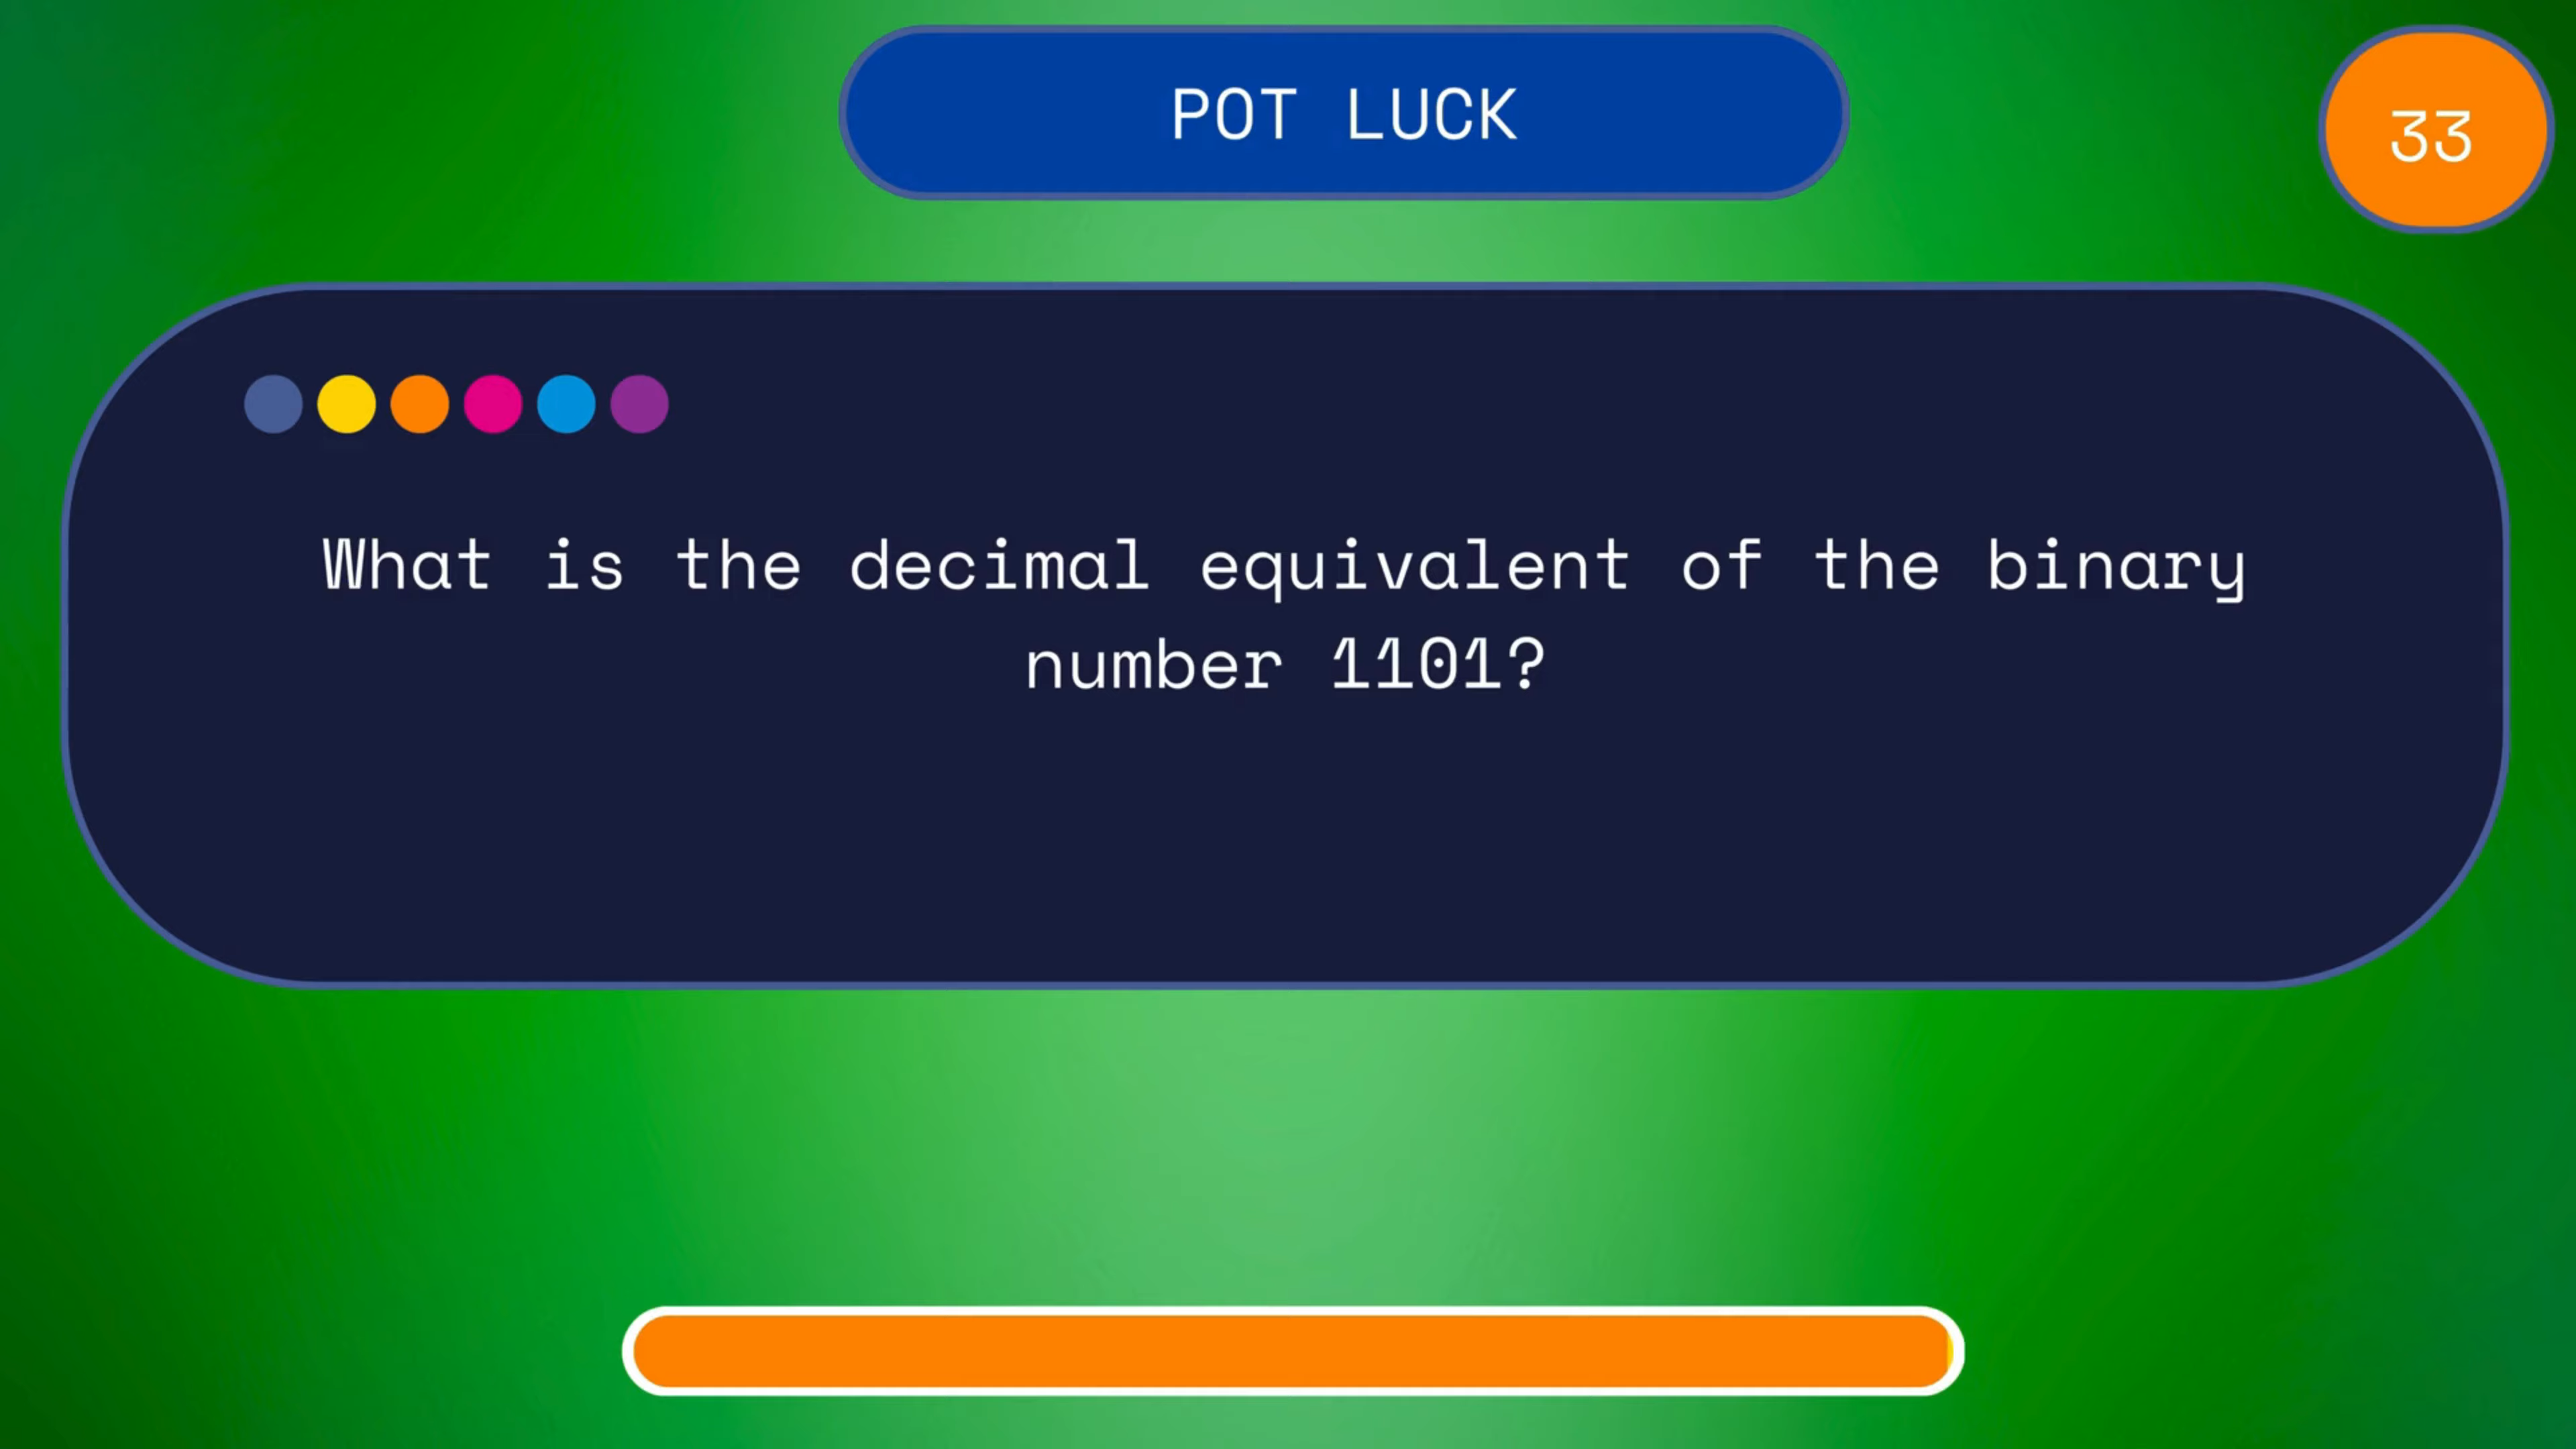 POT LUCK
33
What is the decimal equivalent of the binary
number 1101?